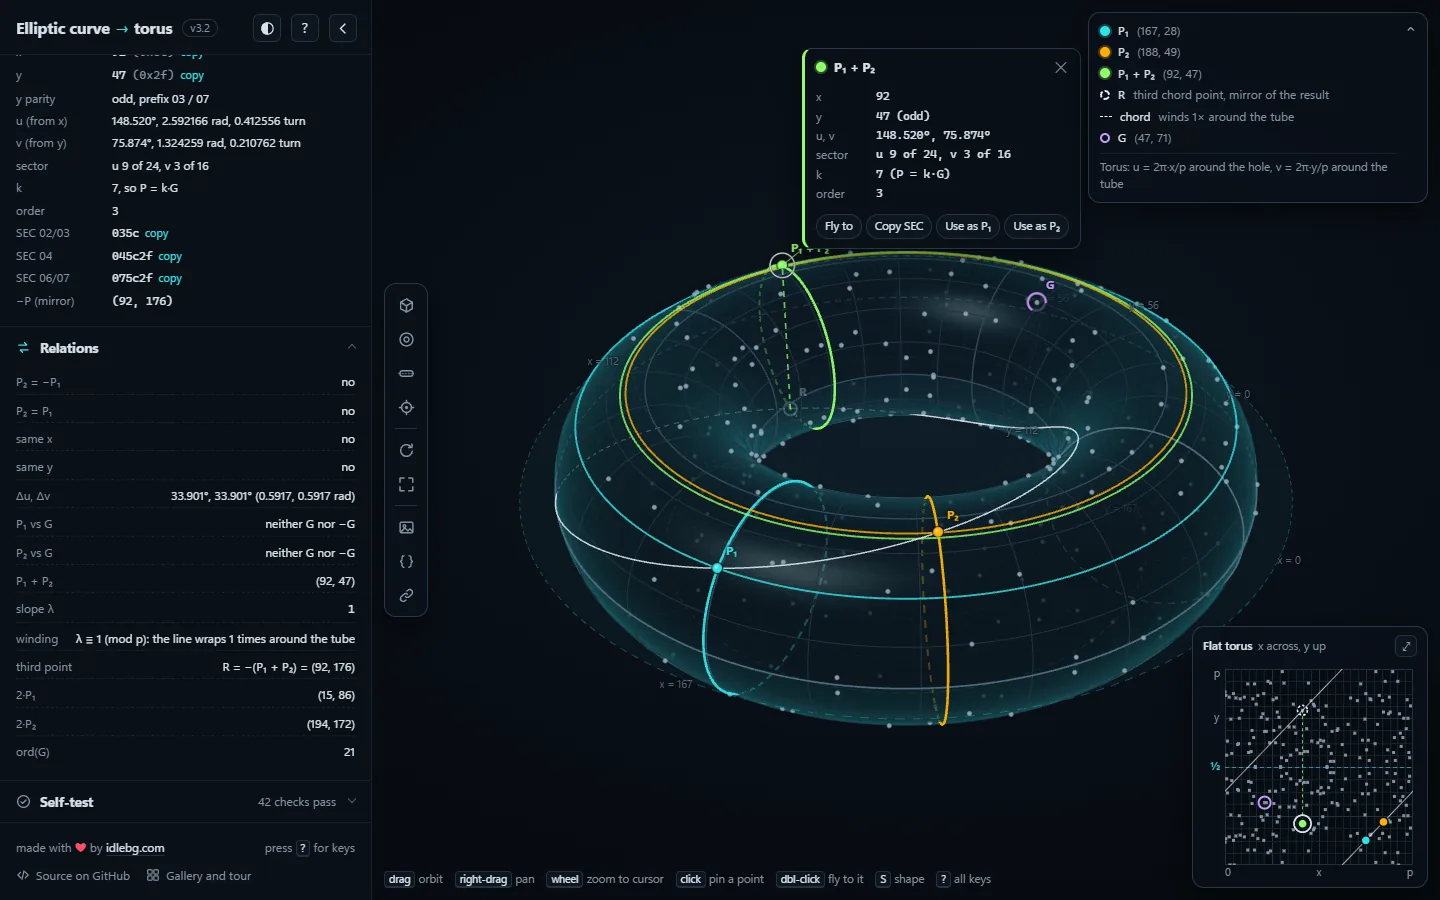 Elliptic curve → torus v3.2
y 47 (0x2f) copy
y parity odd, prefix 03 / 07
u (from x) 148.520°, 2.592166 rad, 0.412556 turn
v (from y) 75.874°, 1.324259 rad, 0.210762 turn
sector u 9 of 24, v 3 of 16
k 7, so P = k·G
order 3
SEC 02/03 035c copy
SEC 04 045c2f copy
SEC 06/07 075c2f copy
−P (mirror) (92, 176)
Relations
P₂ = −P₁ no
P₂ = P₁ no
same x no
same y no
Δu, Δv 33.901°, 33.901° (0.5917, 0.5917 rad)
P₁ vs G neither G nor −G
P₂ vs G neither G nor −G
P₁ + P₂ (92, 47)
slope λ 1
winding λ ≡ 1 (mod p): the line wraps 1 times around the tube
third point R = −(P₁ + P₂) = (92, 176)
2·P₁ (15, 86)
2·P₂ (194, 172)
ord(G) 21
Self-test 42 checks pass
made with ❤ by idlebg.com press ? for keys
Source on GitHub Gallery and tour
P₁ + P₂
x 92
y 47 (odd)
u, v 148.520°, 75.874°
sector u 9 of 24, v 3 of 16
k 7 (P = k·G)
order 3
Fly to Copy SEC Use as P₁ Use as P₂
P₁ (167, 28)
P₂ (188, 49)
P₁ + P₂ (92, 47)
R third chord point, mirror of the result
chord winds 1× around the tube
G (47, 71)
Torus: u = 2π·x/p around the hole, v = 2π·y/p around the
tube
G
56
x = 112
R
= 0
y = 112
P₂
y = 167
P₁
x = 0
x = 167
Flat torus x across, y up
p
y
½
0 x p
drag orbit right-drag pan wheel zoom to cursor click pin a point dbl-click fly to it S shape ? all keys